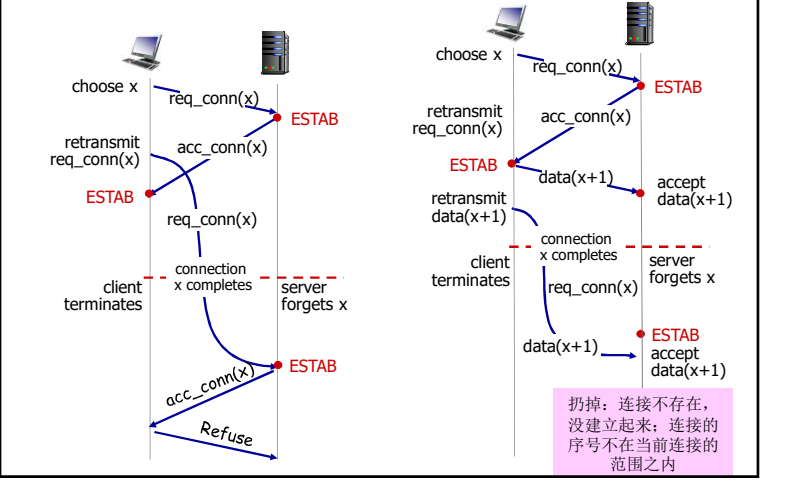 choose x
req_conn(x)
ESTAB
retransmit
req_conn(x)
acc_conn(x)
ESTAB
req_conn(x)
connection
x completes
client
terminates
server
forgets x
ESTAB
acc_conn(x)
Refuse
choose x
req_conn(x)
ESTAB
retransmit
req_conn(x)
acc_conn(x)
ESTAB
data(x+1)
accept
data(x+1)
retransmit
data(x+1)
connection
x completes
client
terminates
server
forgets x
req_conn(x)
ESTAB
data(x+1)
accept
data(x+1)
扔掉：连接不存在，
没建立起来；连接的
序号不在当前连接的
范围之内